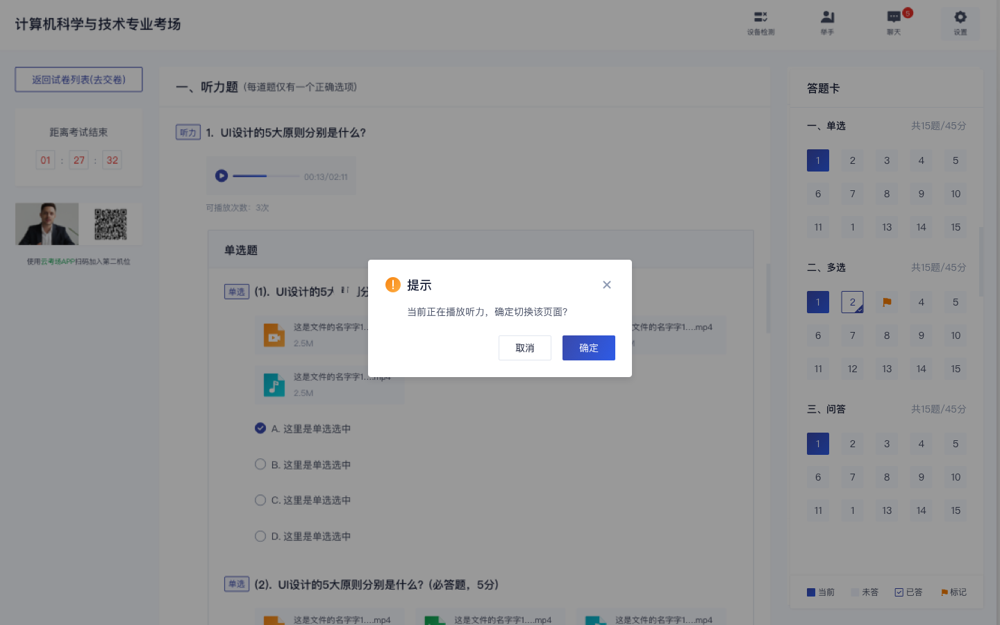 计算机科学与技术专业考场
设备检测
举手
聊天
5
设置
返回试卷列表(去交卷)
距离考试结束
01 : 27 : 32
使用云考场APP扫码加入第二机位
一、听力题 (每道题仅有一个正确选项)
听力 1. UI设计的5大原则分别是什么?
00:13/02:11
可播放次数：3次
单选题
单选 (1). UI设计的5
这是文件的名字字1.
2.5M
文件的名字字1....mp4
这是文件的名字字1....mp4
2.5M
A. 这里是单选选中
B. 这里是单选选中
C. 这里是单选选中
D. 这里是单选选中
单选 (2). UI设计的5大原则分别是什么? (必答题，5分)
这是文件的名字字1....mp4
这是文件的名字字1....mp4
这是文件的名字字1....mp4
提示
当前正在播放听力，确定切换该页面?
取消
确定
答题卡
一、单选 共15题/45分
1 2 3 4 5
6 7 8 9 10
11 1 13 14 15
二、多选 共15题/45分
1 2 4 5
6 7 8 9 10
11 12 13 14 15
三、问答 共15题/45分
1 2 3 4 5
6 7 8 9 10
11 1 13 14 15
当前 未答 已答 标记